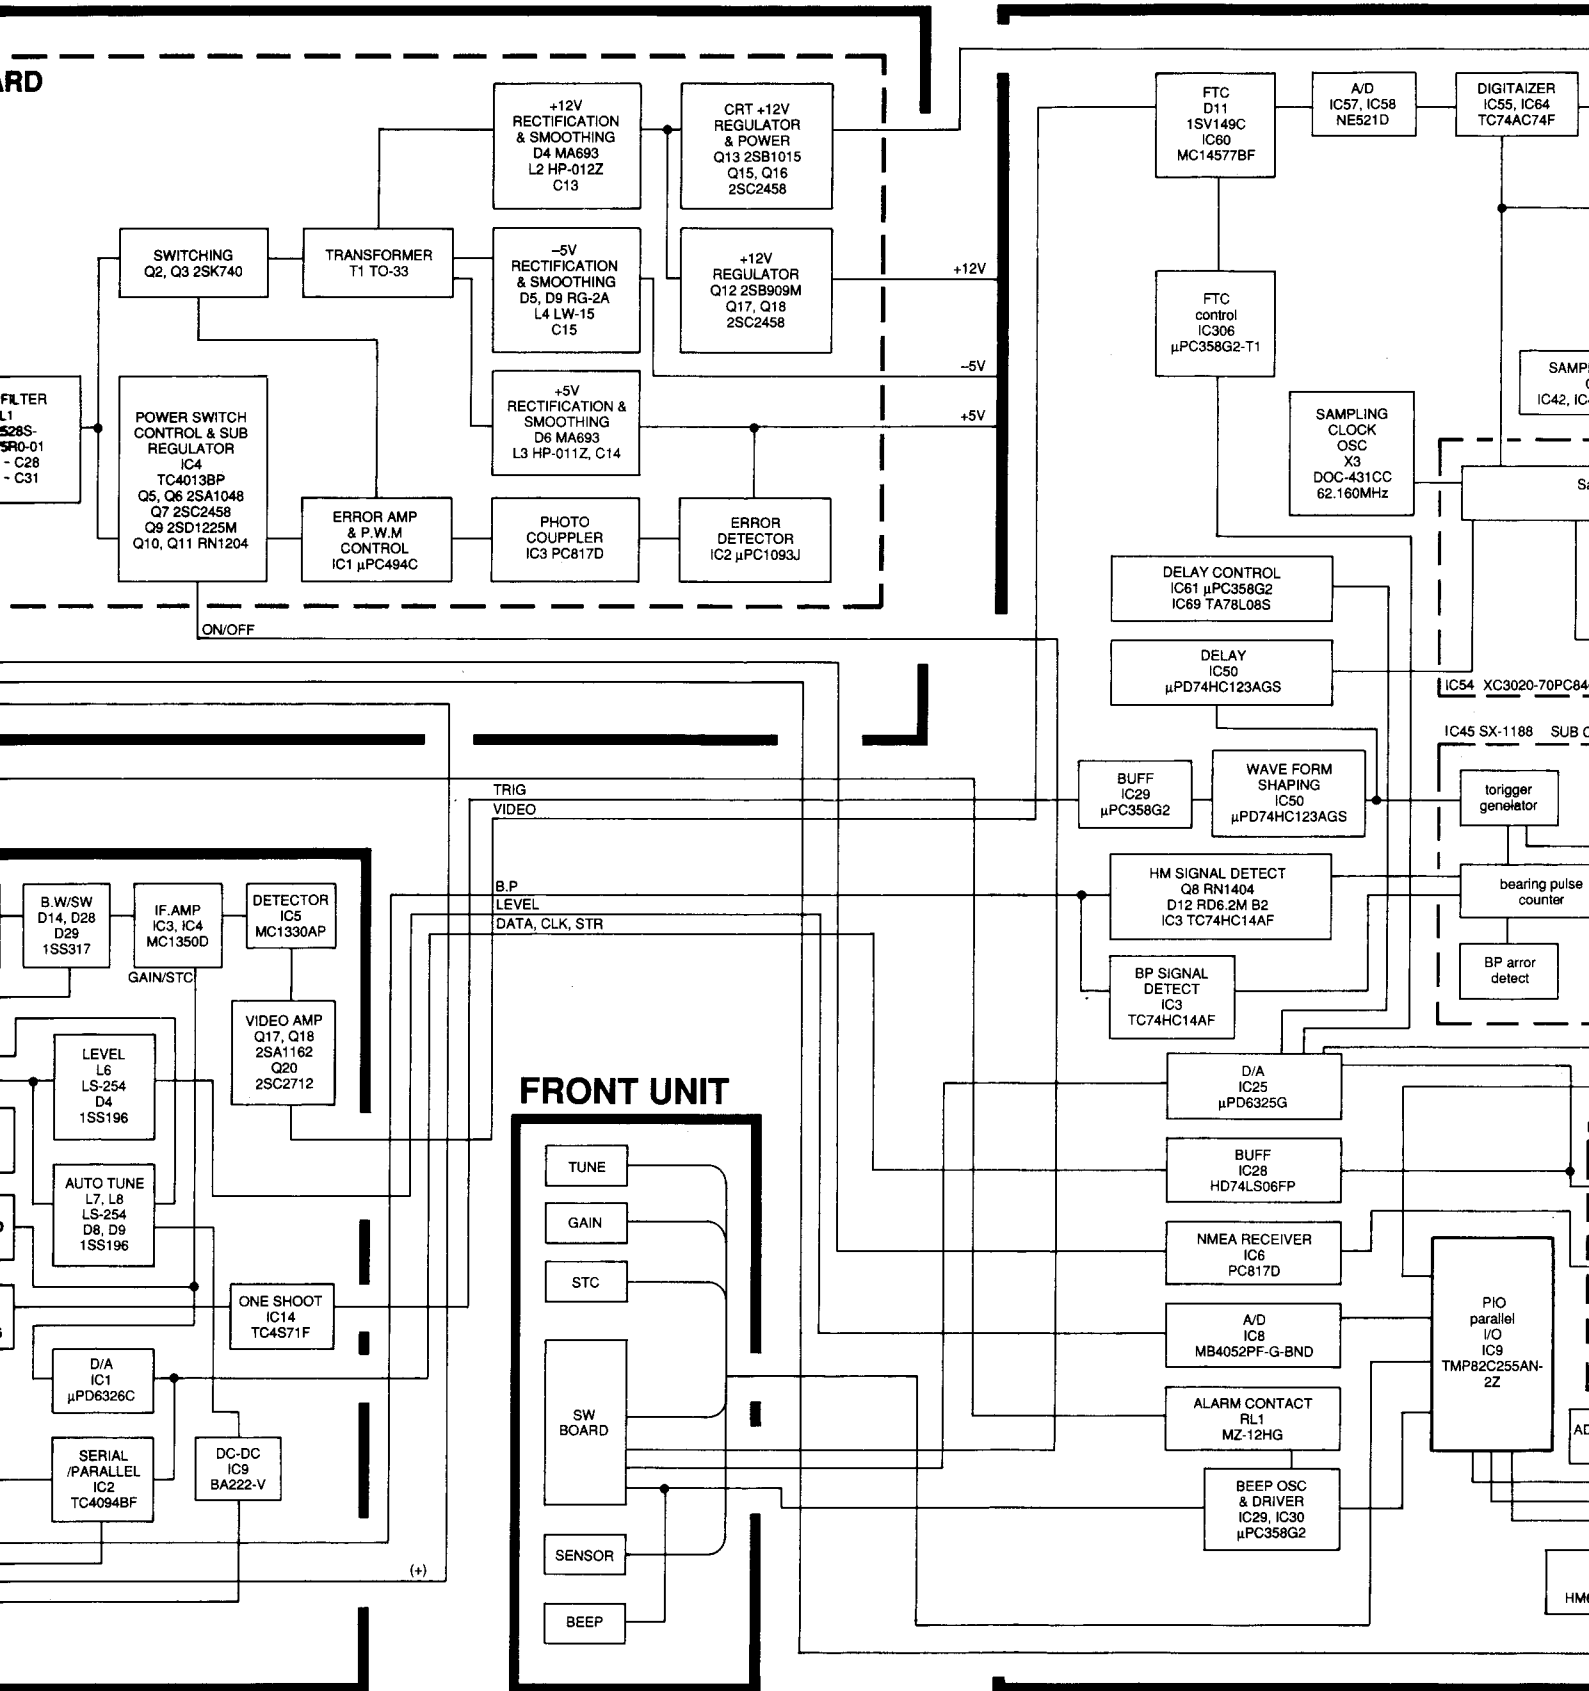 ARD
+12V
RECTIFICATION
& SMOOTHING
D4 MA693
L2 HP-012Z
C13
CRT +12V
REGULATOR
& POWER
Q13 2SB1015
Q15, Q16
2SC2458
FTC
D11
1SV149C
IC60
MC14577BF
A/D
IC57, IC58
NE521D
DIGITAIZER
IC55, IC64
TC74AC74F
SWITCHING
Q2, Q3 2SK740
TRANSFORMER
T1 TO-33
-5V
RECTIFICATION
& SMOOTHING
D5, D9 RG-2A
L4 LW-15
C15
+12V
REGULATOR
Q12 2SB909M
Q17, Q18
2SC2458
+12V
-5V
+5V
FTC
control
IC306
µPC358G2-T1
FILTER
L1
528S-
5R0-01
- C28
- C31
POWER SWITCH
CONTROL & SUB
REGULATOR
IC4
TC4013BP
Q5, Q6 2SA1048
Q7 2SC2458
Q9 2SD1225M
Q10, Q11 RN1204
+5V
RECTIFICATION &
SMOOTHING
D6 MA693
L3 HP-011Z, C14
SAMPLING
CLOCK
OSC
X3
DOC-431CC
62.160MHz
SAMP
IC42, IC
Sa
ERROR AMP
& P.W.M
CONTROL
IC1 µPC494C
PHOTO
COUPPLER
IC3 PC817D
ERROR
DETECTOR
IC2 µPC1093J
ON/OFF
DELAY CONTROL
IC61 µPC358G2
IC69 TA78L08S
DELAY
IC50
µPD74HC123AGS
IC54 XC3020-70PC84
IC45 SX-1188 SUB C
TRIG
VIDEO
BUFF
IC29
µPC358G2
WAVE FORM
SHAPING
IC50
µPD74HC123AGS
torigger
genelator
B.W/SW
D14, D28
D29
1SS317
IF.AMP
IC3, IC4
MC1350D
DETECTOR
IC5
MC1330AP
GAIN/STC
B.P
LEVEL
DATA, CLK, STR
HM SIGNAL DETECT
Q8 RN1404
D12 RD6.2M B2
IC3 TC74HC14AF
bearing pulse
counter
BP SIGNAL
DETECT
IC3
TC74HC14AF
BP arror
detect
VIDEO AMP
Q17, Q18
2SA1162
Q20
2SC2712
LEVEL
L6
LS-254
D4
1SS196
AUTO TUNE
L7, L8
LS-254
D8, D9
1SS196
ONE SHOOT
IC14
TC4S71F
D/A
IC1
µPD6326C
SERIAL
/PARALLEL
IC2
TC4094BF
DC-DC
IC9
BA222-V
(+)
FRONT UNIT
TUNE
GAIN
STC
SW
BOARD
SENSOR
BEEP
D/A
IC25
µPD6325G
BUFF
IC28
HD74LS06FP
NMEA RECEIVER
IC6
PC817D
A/D
IC8
MB4052PF-G-BND
ALARM CONTACT
RL1
MZ-12HG
BEEP OSC
& DRIVER
IC29, IC30
µPC358G2
PIO
parallel
I/O
IC9
TMP82C255AN-
2Z
AD
HM